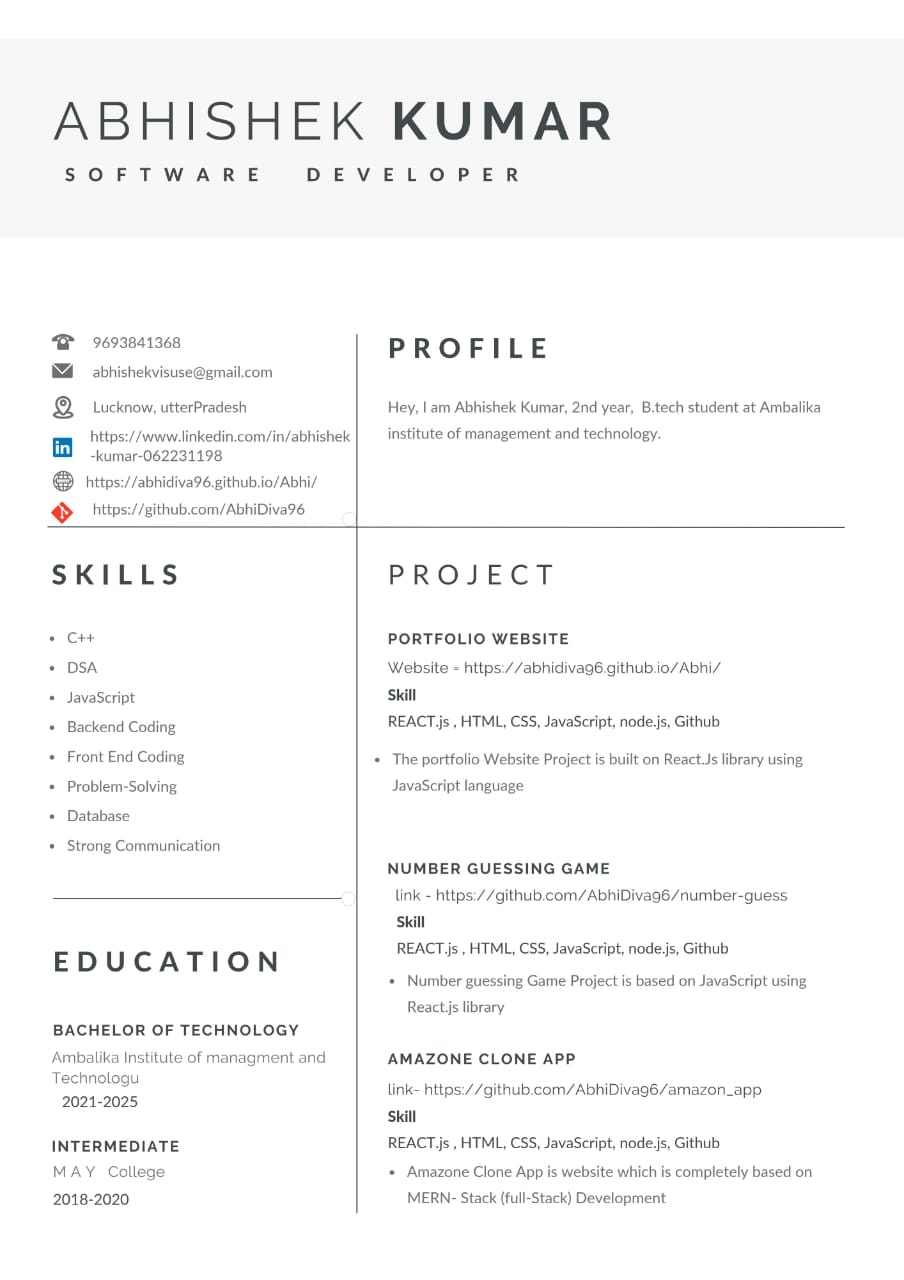 ABHISHEK KUMAR
SOFTWARE DEVELOPER
9693841368
abhishekvisuse@gmail.com
Lucknow, utterPradesh
https://www.linkedin.com/in/abhishek
-kumar-062231198
https://abhidiva96.github.io/Abhi/
https://github.com/AbhiDiva96
PROFILE
Hey, I am Abhishek Kumar, 2nd year, B.tech student at Ambalika
institute of management and technology.
SKILLS
• C++
• DSA
• JavaScript
• Backend Coding
• Front End Coding
• Problem-Solving
• Database
• Strong Communication
EDUCATION
BACHELOR OF TECHNOLOGY
Ambalika Institute of managment and
Technologu
2021-2025
INTERMEDIATE
M A Y College
2018-2020
PROJECT
PORTFOLIO WEBSITE
Website = https://abhidiva96.github.io/Abhi/
Skill
REACT.js , HTML, CSS, JavaScript, node.js, Github
• The portfolio Website Project is built on React.Js library using
JavaScript language
NUMBER GUESSING GAME
link - https://github.com/AbhiDiva96/number-guess
Skill
REACT.js , HTML, CSS, JavaScript, node.js, Github
• Number guessing Game Project is based on JavaScript using
React.js library
AMAZONE CLONE APP
link- https://github.com/AbhiDiva96/amazon_app
Skill
REACT.js , HTML, CSS, JavaScript, node.js, Github
• Amazone Clone App is website which is completely based on
MERN- Stack (full-Stack) Development